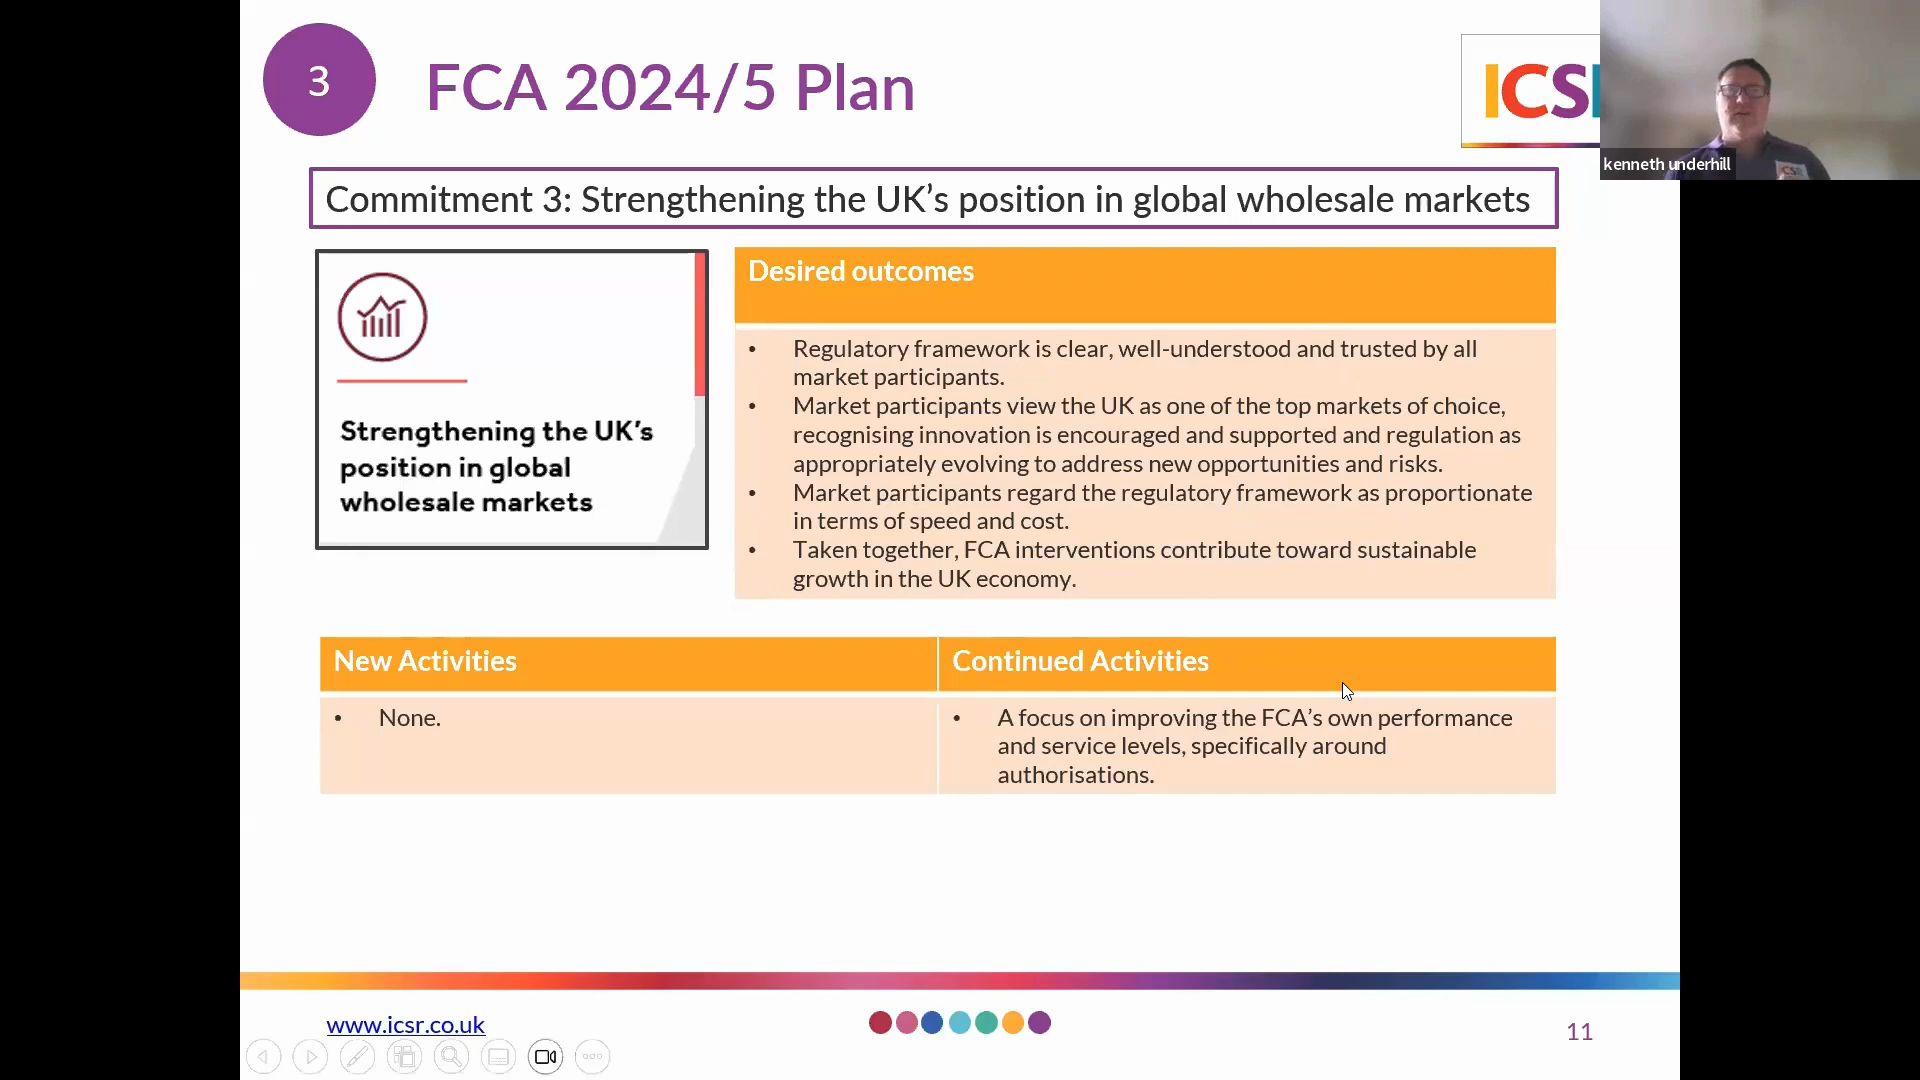 3
FCA 2024/5 Plan
ICSR
kenneth underhill
Commitment 3: Strengthening the UK’s position in global wholesale markets
Strengthening the UK’s
position in global
wholesale markets
Desired outcomes
• Regulatory framework is clear, well-understood and trusted by all
market participants.
• Market participants view the UK as one of the top markets of choice,
recognising innovation is encouraged and supported and regulation as
appropriately evolving to address new opportunities and risks.
• Market participants regard the regulatory framework as proportionate
in terms of speed and cost.
• Taken together, FCA interventions contribute toward sustainable
growth in the UK economy.
New Activities
• None.
Continued Activities
• A focus on improving the FCA’s own performance
and service levels, specifically around
authorisations.
www.icsr.co.uk
11